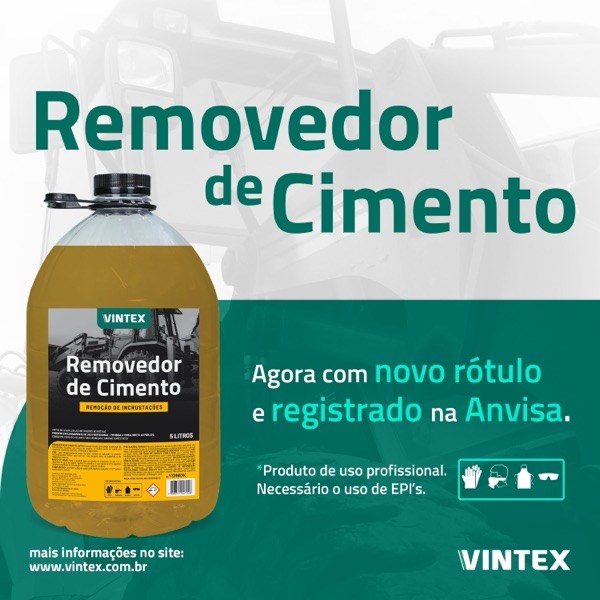 Removedor
de Cimento
VINTEX
Removedor
de Cimento
REMOÇÃO DE INCRUSTAÇÕES
5 LITROS
Agora com novo rótulo
e registrado na Anvisa.
*Produto de uso profissional.
Necessário o uso de EPI's.
mais informações no site:
www.vintex.com.br
VINTEX